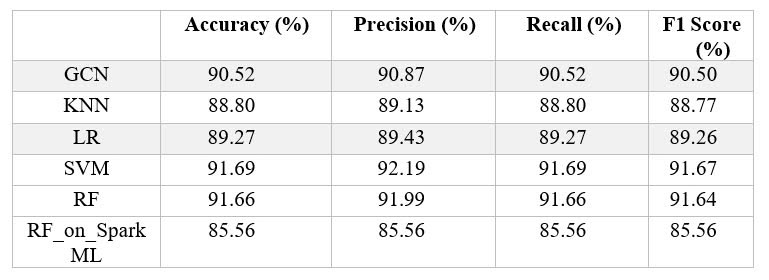 Accuracy (%) Precision (%) Recall (%) F1 Score
(%)
GCN 90.52 90.87 90.52 90.50
KNN 88.80 89.13 88.80 88.77
LR 89.27 89.43 89.27 89.26
SVM 91.69 92.19 91.69 91.67
RF 91.66 91.99 91.66 91.64
RF_on_Spark 85.56 85.56 85.56 85.56
ML